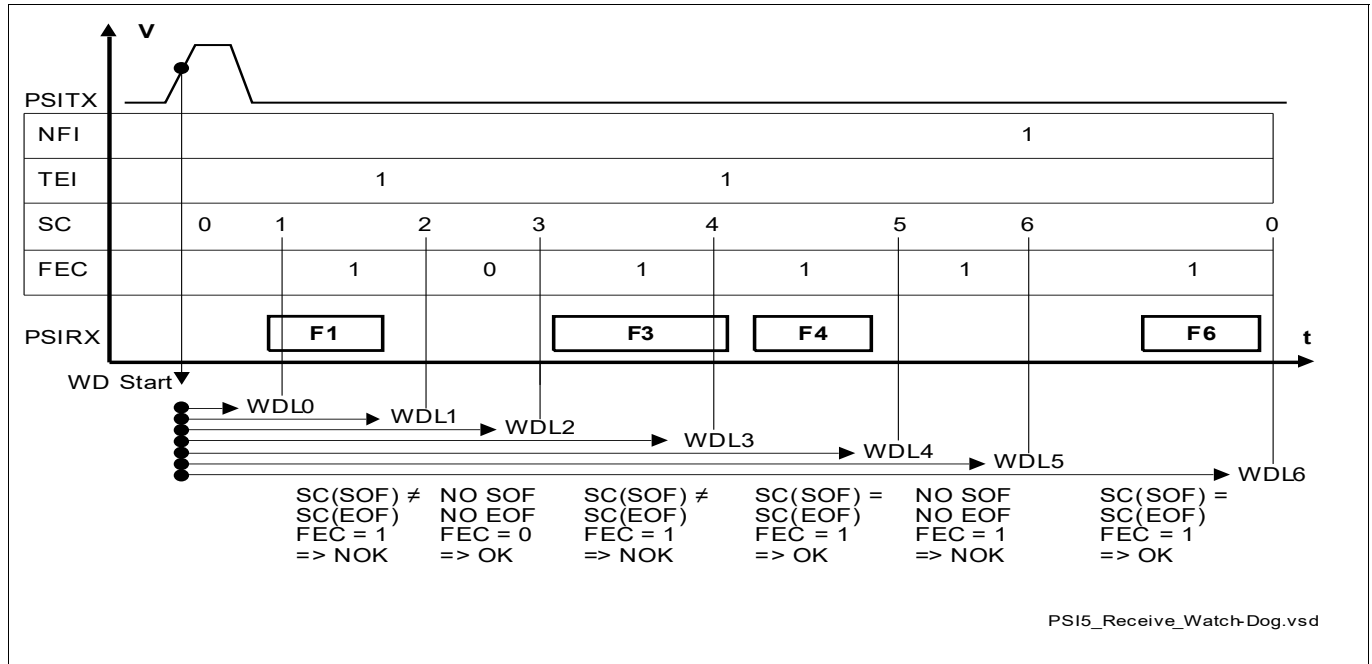 V
PSITX
NFI 1
TEI 1 1
SC 0 1 2 3 4 5 6 0
FEC 1 0 1 1 1 1
PSIRX F1 F3 F4 F6 t
WD Start
WDL0
WDL1
WDL2
WDL3
WDL4
WDL5
WDL6
SC(SOF) ≠
SC(EOF)
FEC = 1
=> NOK
NO SOF
NO EOF
FEC = 0
=> OK
SC(SOF) ≠
SC(EOF)
FEC = 1
=> NOK
SC(SOF) =
SC(EOF)
FEC = 1
=> OK
NO SOF
NO EOF
FEC = 1
=> NOK
SC(SOF) =
SC(EOF)
FEC = 1
=> OK
PSI5_Receive_Watch-Dog.vsd